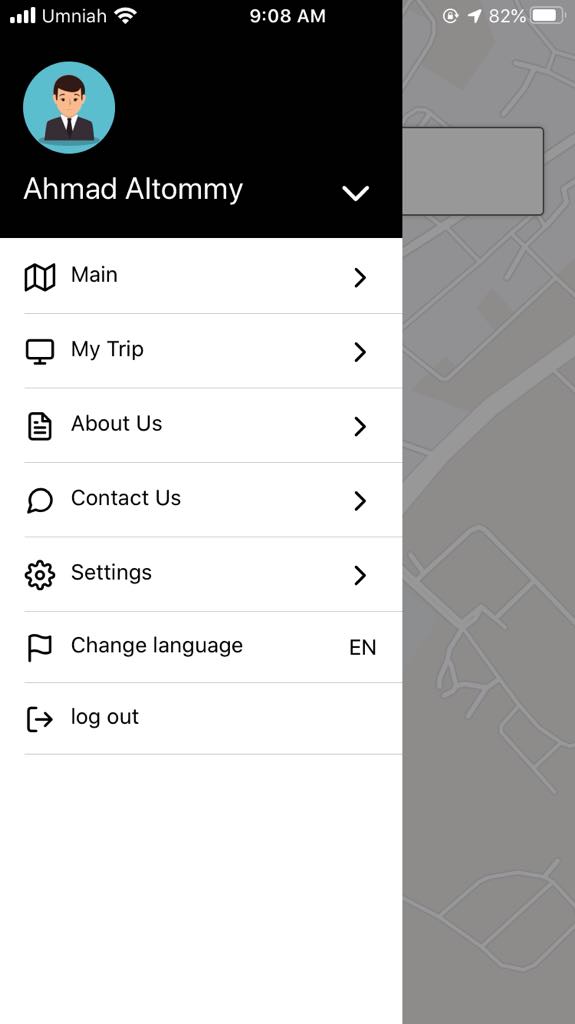 Umniah
9:08 AM
82%
Ahmad Altommy
Main
My Trip
About Us
Contact Us
Settings
Change language
EN
log out